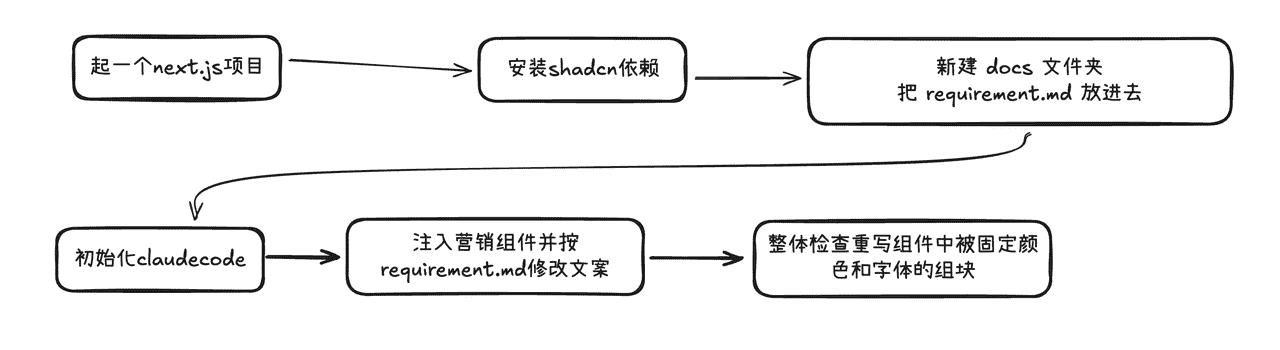 起一个next.js项目
安装shadcn依赖
新建 docs 文件夹
把 requirement.md 放进去
初始化claudecode
注入营销组件并按
requirement.md修改文案
整体检查重写组件中被固定颜
色和字体的组块